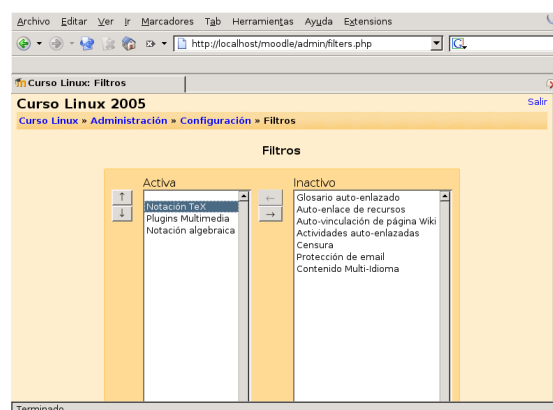 Archivo Editar Ver Ir Marcadores Tab Herramientas Ayuda Extensions
http://localhost/moodle/admin/filters.php
Curso Linux: Filtros
Curso Linux 2005
Salir
Curso Linux » Administración » Configuración » Filtros
Filtros
Activa
Notación TeX
Plugins Multimedia
Notación algebraica
Inactivo
Glosario auto-enlazado
Auto-enlace de recursos
Auto-vinculación de página Wiki
Actividades auto-enlazadas
Censura
Protección de email
Contenido Multi-Idioma
Terminado